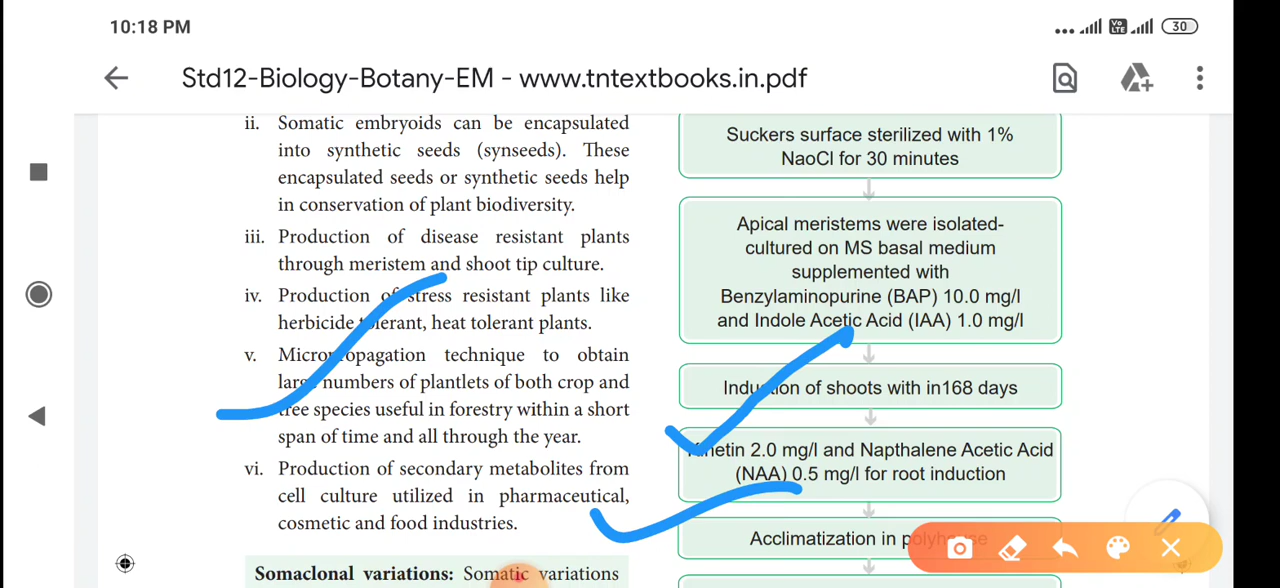 10:18 PM
30
Std12-Biology-Botany-EM - www.tntextbooks.in.pdf
ii. Somatic embryoids can be encapsulated
into synthetic seeds (synseeds). These
encapsulated seeds or synthetic seeds help
in conservation of plant biodiversity.
iii. Production of disease resistant plants
through meristem and shoot tip culture.
iv. Production of stress resistant plants like
herbicide tolerant, heat tolerant plants.
v. Micropropagation technique to obtain
large numbers of plantlets of both crop and
tree species useful in forestry within a short
span of time and all through the year.
vi. Production of secondary metabolites from
cell culture utilized in pharmaceutical,
cosmetic and food industries.
Somaclonal variations: Somatic variations
Suckers surface sterilized with 1%
NaoCl for 30 minutes
Apical meristems were isolated-
cultured on MS basal medium
supplemented with
Benzylaminopurine (BAP) 10.0 mg/l
and Indole Acetic Acid (IAA) 1.0 mg/l
Induction of shoots with in168 days
Kinetin 2.0 mg/l and Napthalene Acetic Acid
(NAA) 0.5 mg/l for root induction
Acclimatization in polyhouse